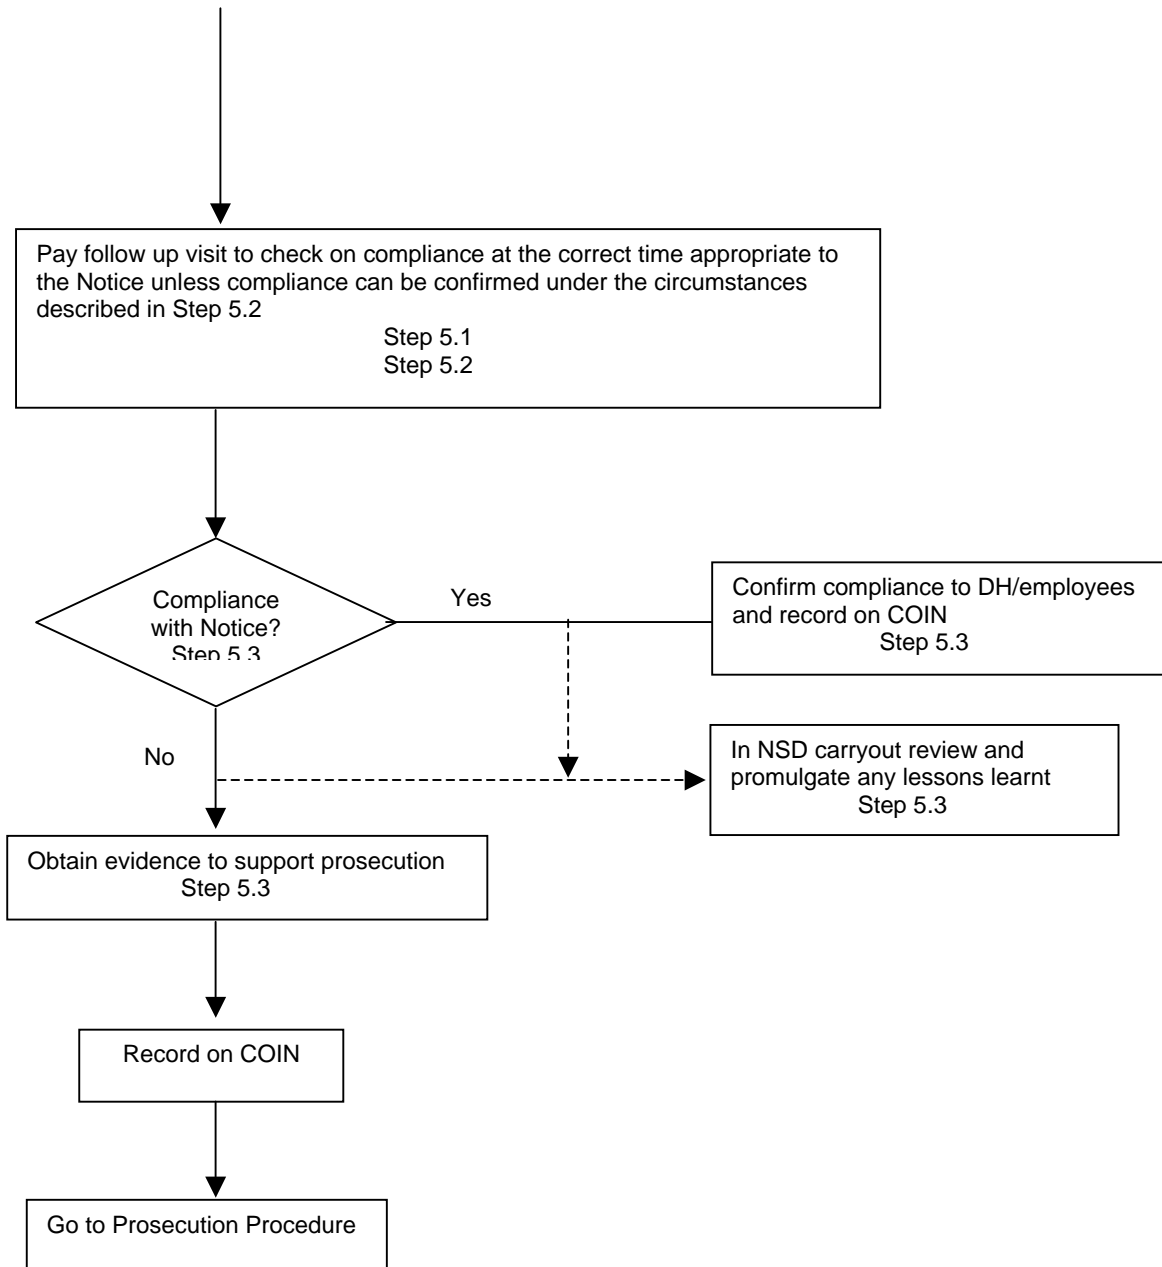 Pay follow up visit to check on compliance at the correct time appropriate to
the Notice unless compliance can be confirmed under the circumstances
described in Step 5.2
Step 5.1
Step 5.2
Compliance
with Notice?
Step 5.3
Yes
Confirm compliance to DH/employees
and record on COIN
Step 5.3
No
In NSD carryout review and
promulgate any lessons learnt
Step 5.3
Obtain evidence to support prosecution
Step 5.3
Record on COIN
Go to Prosecution Procedure